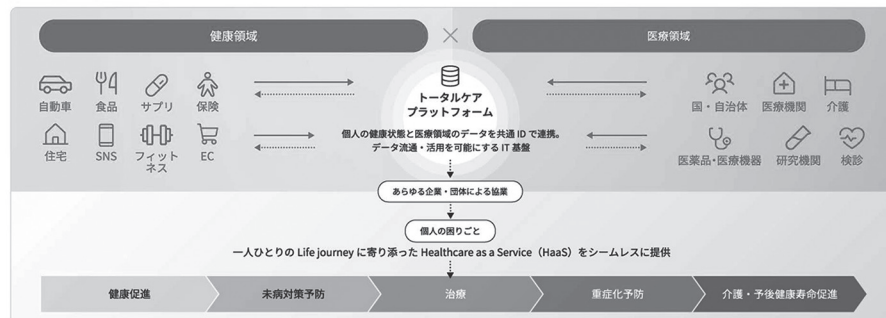 健康領域
×
医療領域
自動車
食品
サプリ
保険
住宅
SNS
フィット
ネス
EC
トータルケア
プラットフォーム
個人の健康状態と医療領域のデータを共通 ID で連携。
データ流通・活用を可能にする IT 基盤
国・自治体
医療機関
介護
医薬品・医療機器
研究機関
検診
あらゆる企業・団体による協業
個人の困りごと
一人ひとりの Life journey に寄り添った Healthcare as a Service（HaaS）をシームレスに提供
健康促進
未病対策予防
治療
重症化予防
介護・予後健康寿命促進